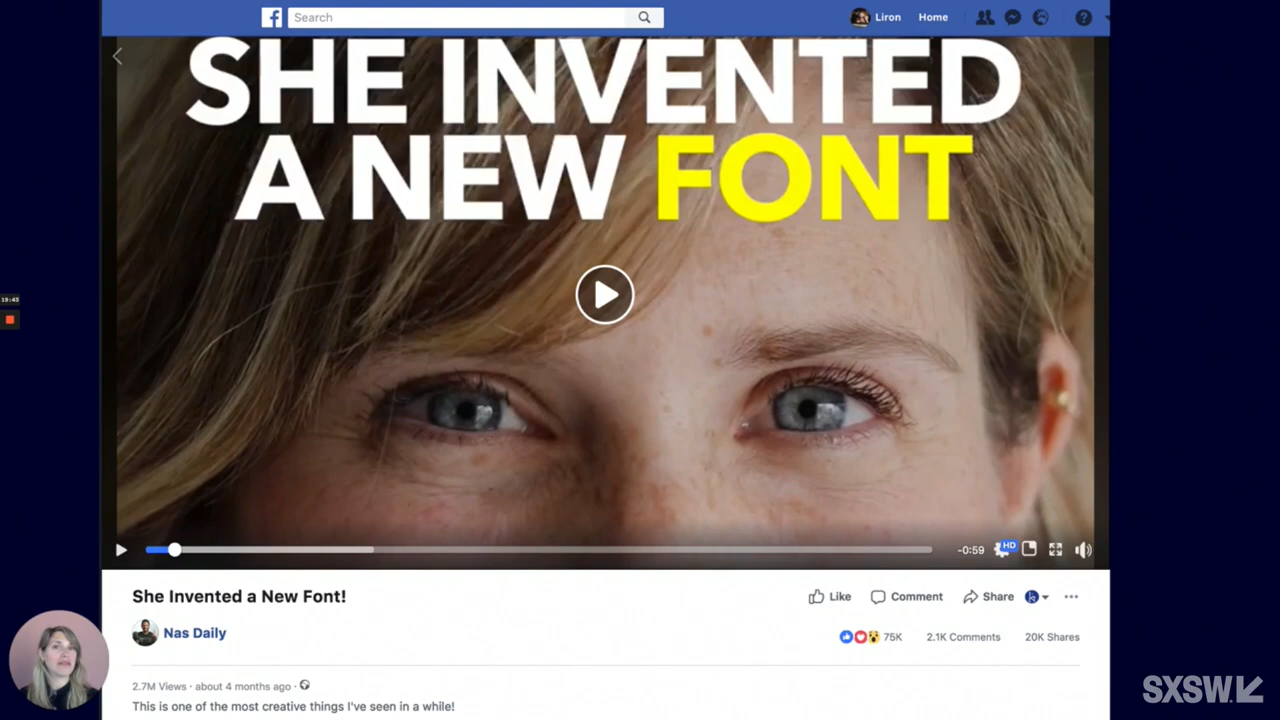 Search
Liron
Home
SHE INVENTED
A NEW FONT
19:43
-0:59
HD
She Invented a New Font!
Like
Comment
Share
Nas Daily
75K
2.1K Comments
20K Shares
2.7M Views · about 4 months ago ·
This is one of the most creative things I've seen in a while!
SXSW